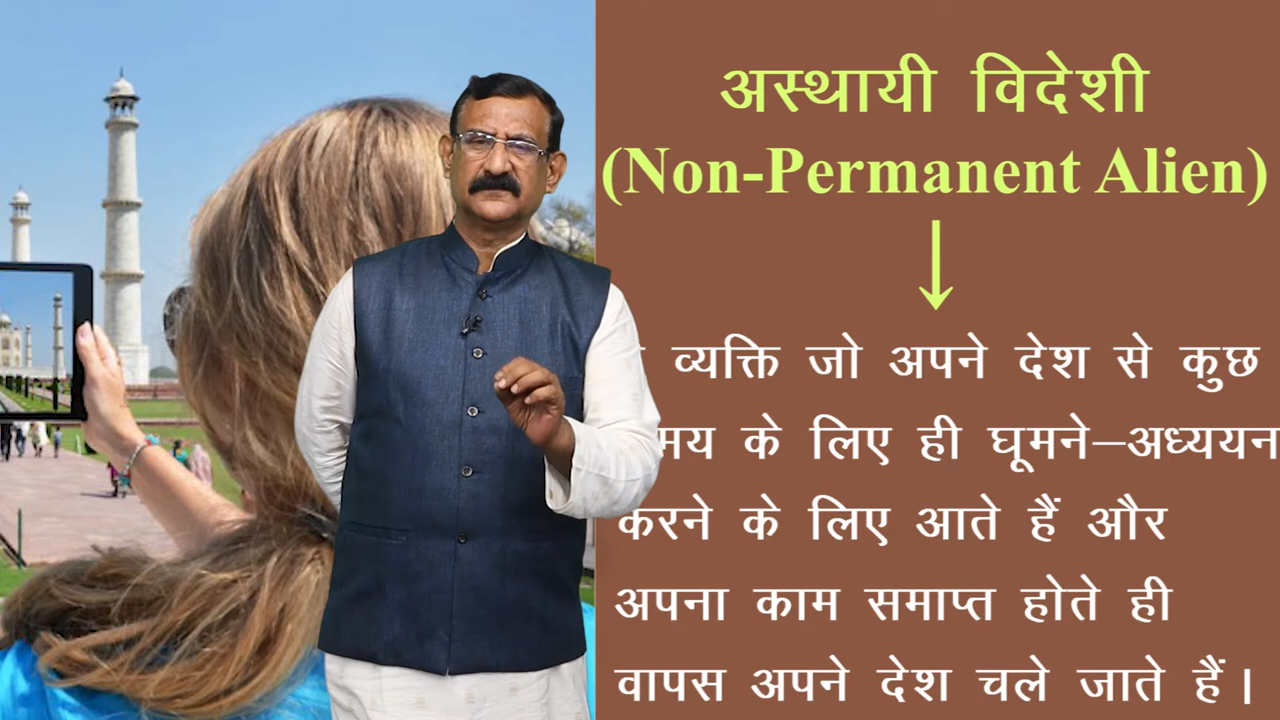 अस्थायी विदेशी
(Non-Permanent Alien)
व्यक्ति जो अपने देश से कुछ
के लिए ही घूमने–अध्ययन
करने के लिए आते हैं और
अपना काम समाप्त होते ही
वापस अपने देश चले जाते हैं।